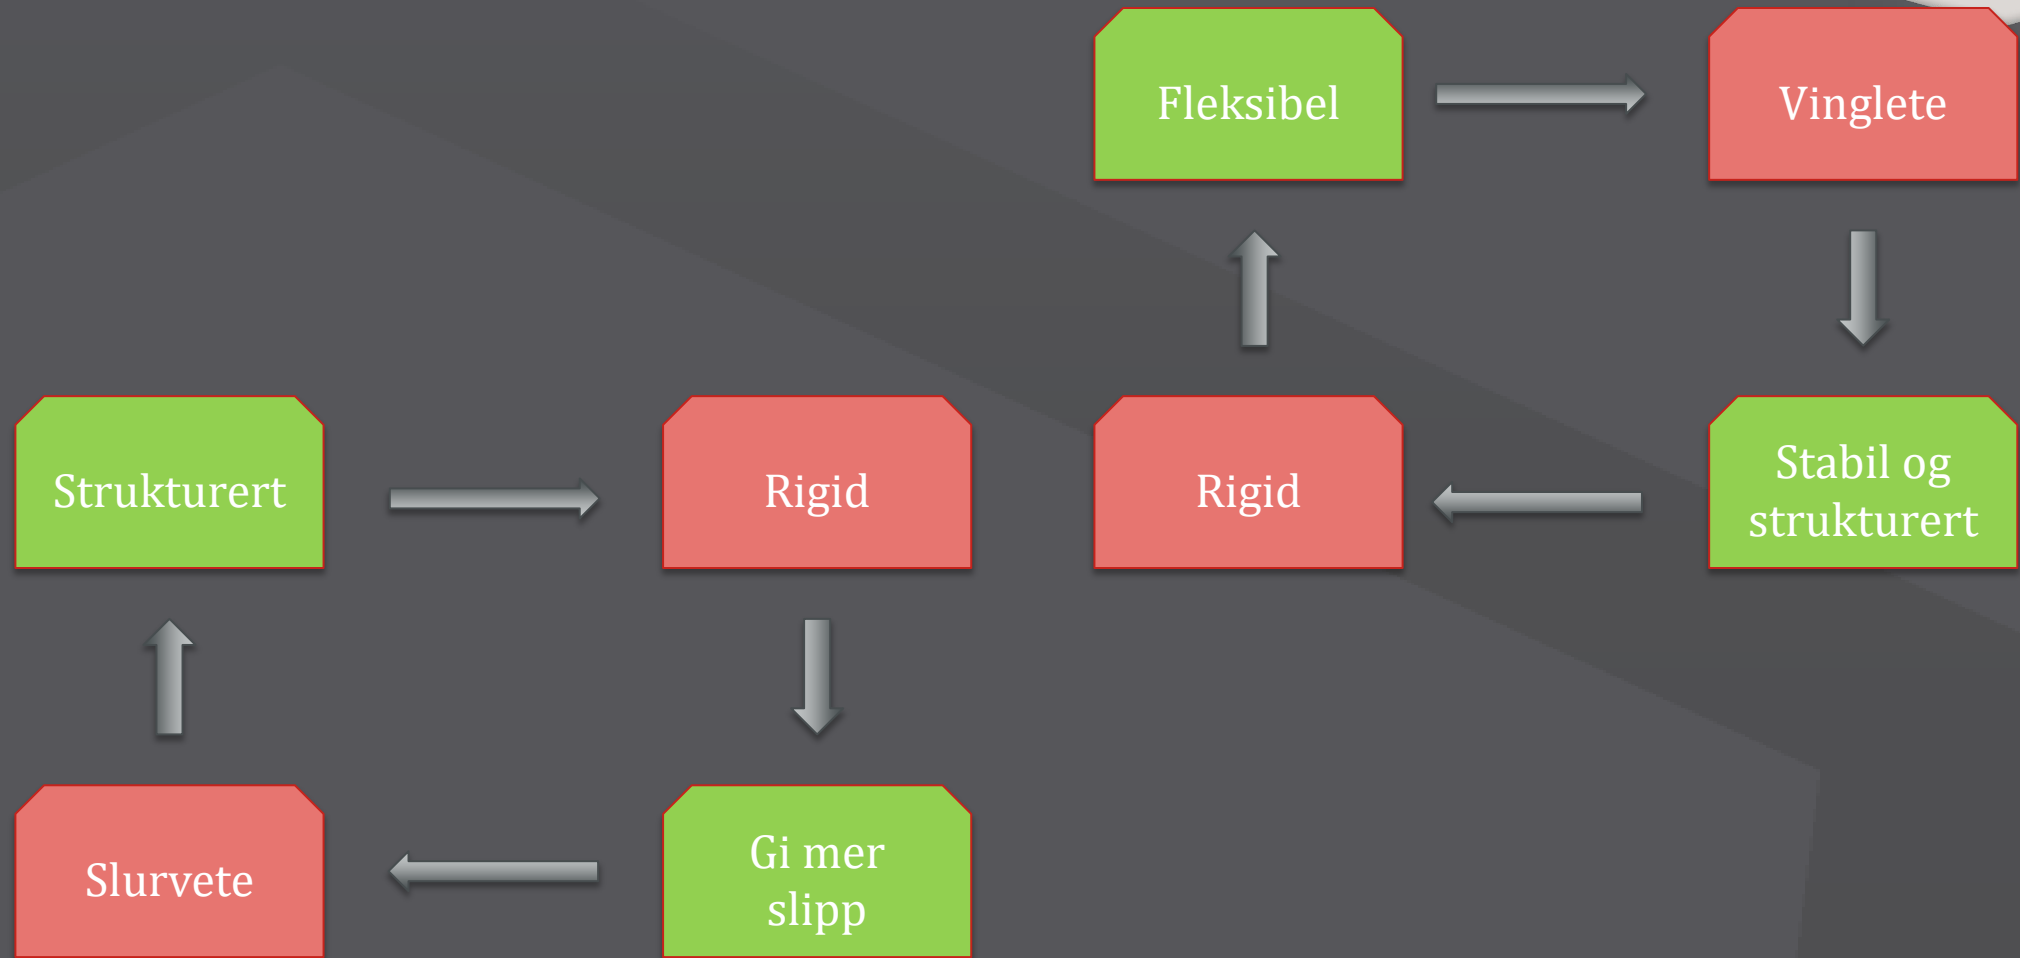 Fleksibel
Vinglete
Strukturert
Rigid
Rigid
Stabil og
strukturert
Slurvete
Gi mer
slipp